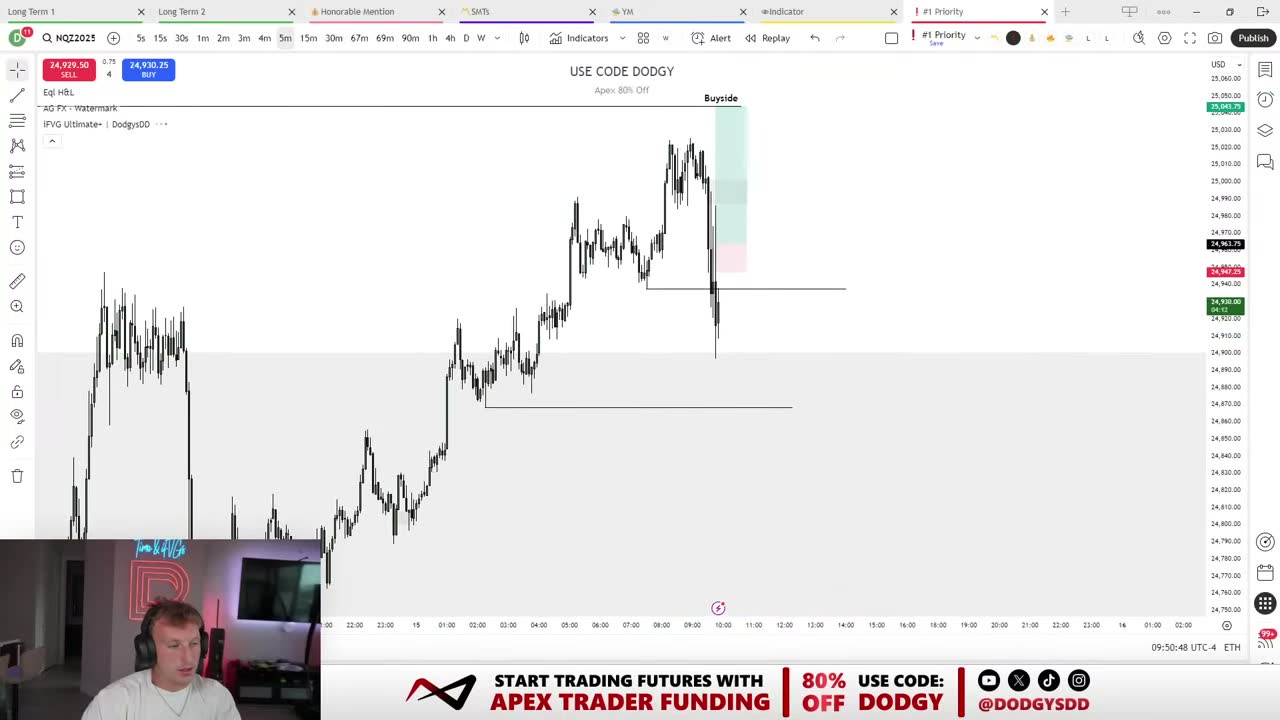 Long Term 1
Long Term 2
Honorable Mention
SMTs
YM
Indicator
#1 Priority
D
11
NQZ2025
5s 15s 30s 1m 2m 3m 4m 5m 15m 30m 67m 69m 90m 1h 4h D W
Indicators
w
Alert
Replay
#1 Priority
Save
L L
Publish
24,929.50
SELL
0.75
4
24,930.25
BUY
Eql H&L
AG FX - Watermark
iFVG Ultimate+ | DodgysDD
USE CODE DODGY
Apex 80% Off
Buyside
USD
25,060.00
25,050.00
25,043.75
25,040.00
25,030.00
25,020.00
25,010.00
25,000.00
24,990.00
24,980.00
24,970.00
24,963.75
24,947.25
24,940.00
24,930.00
04:12
24,920.00
24,910.00
24,900.00
24,890.00
24,880.00
24,870.00
24,860.00
24,850.00
24,840.00
24,830.00
24,820.00
24,810.00
24,800.00
24,790.00
24,780.00
24,770.00
24,760.00
24,750.00
22:00 23:00 15 01:00 02:00 03:00 04:00 05:00 06:00 07:00 08:00 09:00 10:00 11:00 12:00 13:00 14:00 15:00 16:00 17:00 18:00 19:00 20:00 21:00 22:00 23:00 16 01:00 02:00
09:50:48 UTC-4 ETH
99+
Time & iFVGs
D
START TRADING FUTURES WITH
APEX TRADER FUNDING
80%
OFF
USE CODE:
DODGY
@DODGYSDD